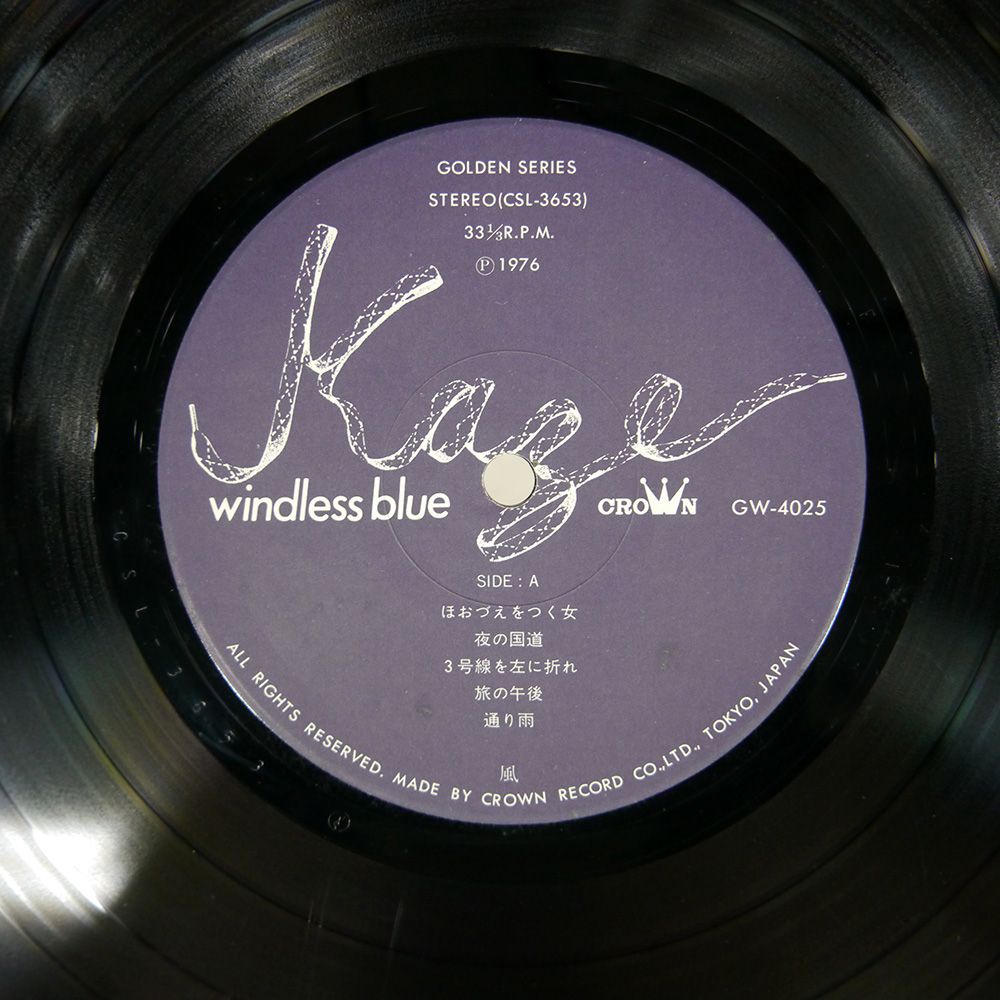 GOLDEN SERIES
STEREO(CSL-3653)
33⅓R.P.M.
Ⓟ1976
Kaze
windless blue
CROWN GW-4025
SIDE : A
ほおづえをつく女
夜の国道
3号線を左に折れ
旅の午後
通り雨
風
ALL RIGHTS RESERVED. MADE BY CROWN RECORD CO.,LTD., TOKYO, JAPAN